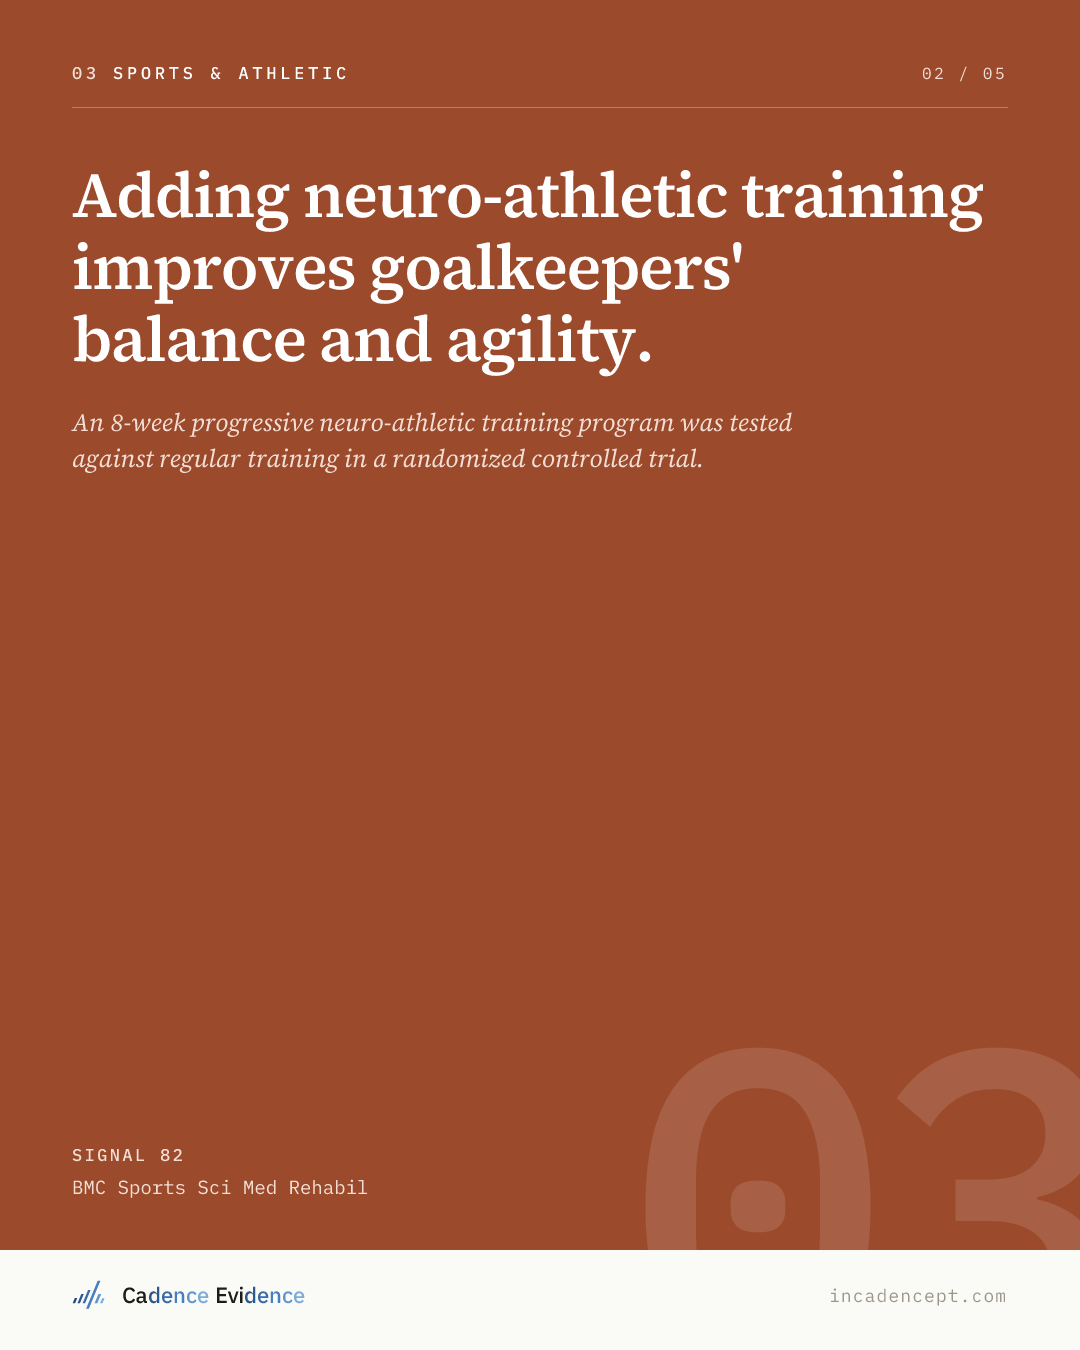 03 SPORTS & ATHLETIC
02 / 05
Adding neuro-athletic training
improves goalkeepers'
balance and agility.
An 8-week progressive neuro-athletic training program was tested
against regular training in a randomized controlled trial.
SIGNAL 82
BMC Sports Sci Med Rehabil
03
Cadence Evidence
incadencept.com